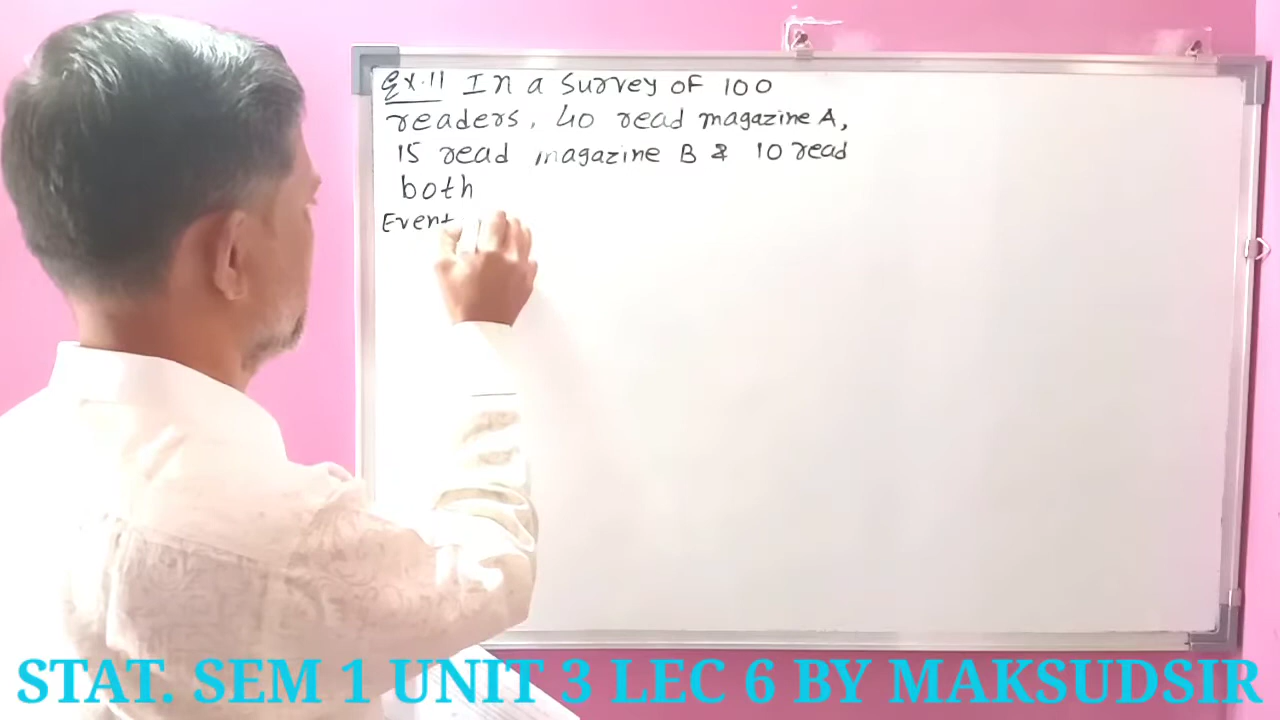 Ex.11 In a Survey of 100
readers, 40 read magazine A,
15 read magazine B & 10 read
both
Event
STAT. SEM 1 UNIT 3 LEC 6 BY MAKSUDSIR